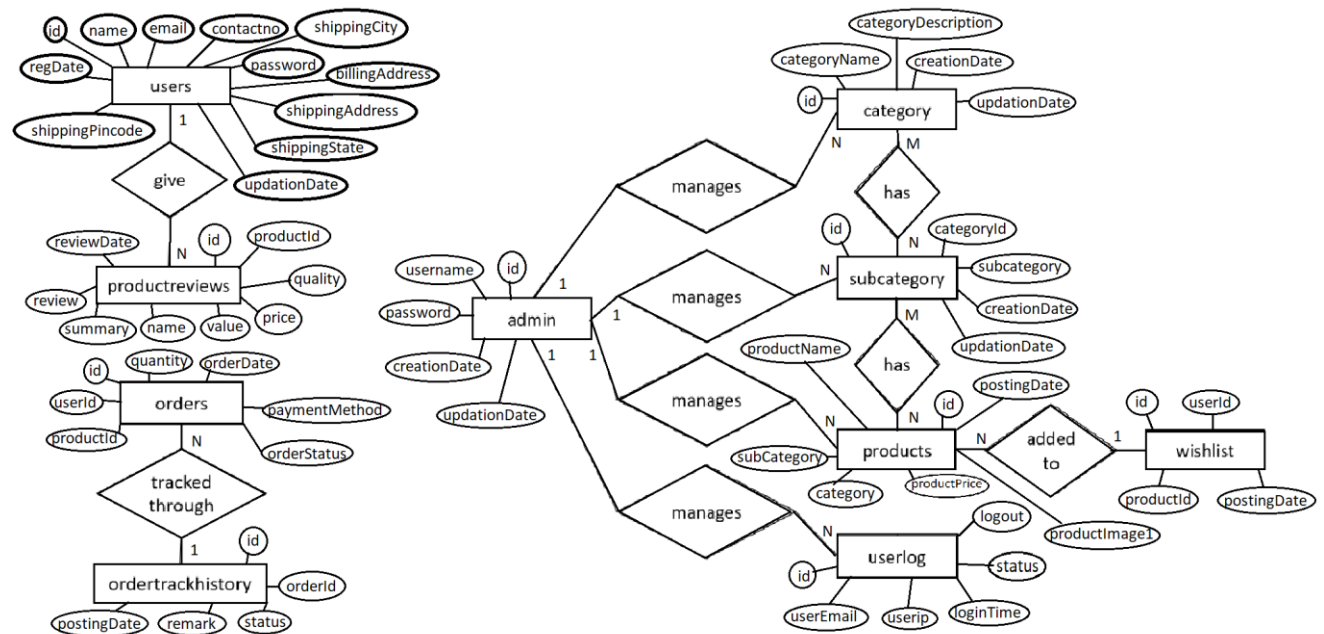 id
name
email
contactno
shippingCity
regDate
users
password
billingAddress
shippingAddress
shippingPincode
1
shippingState
updationDate
give
N
reviewDate
id
productId
review
productreviews
quality
summary
name
value
price
id
quantity
orderDate
userId
orders
paymentMethod
productId
N
orderStatus
tracked
through
1
id
ordertrackhistory
orderId
postingDate
remark
status
categoryDescription
categoryName
creationDate
id
category
updationDate
manages
N
M
has
N
id
categoryId
username
id
1
manages
N
subcategory
subcategory
password
admin
1
creationDate
M
creationDate
1
1
updationDate
updationDate
productName
has
postingDate
manages
N
N
id
subCategory
products
N
added
to
1
id
userId
wishlist
category
productPrice
productId
postingDate
productImage1
manages
N
logout
id
userlog
status
userEmail
userip
loginTime